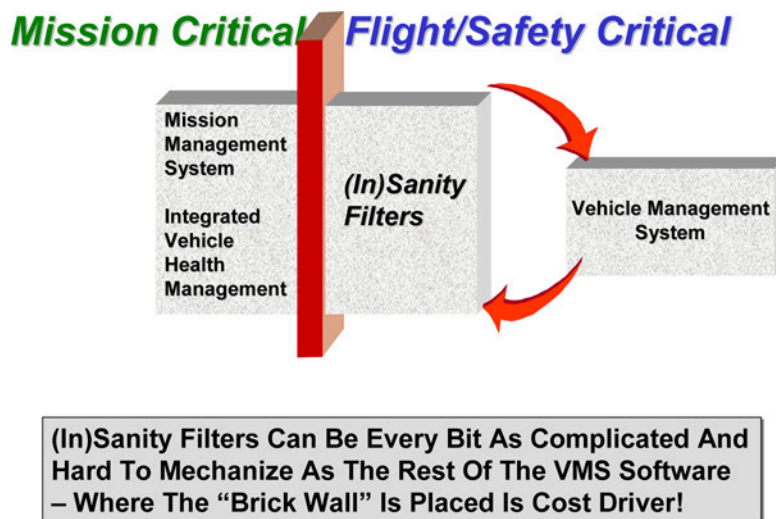 Mission Critical Flight/Safety Critical
Mission
Management
System
Integrated
Vehicle
Health
Management
(In)Sanity
Filters
Vehicle Management
System
(In)Sanity Filters Can Be Every Bit As Complicated And
Hard To Mechanize As The Rest Of The VMS Software
– Where The “Brick Wall” Is Placed Is Cost Driver!